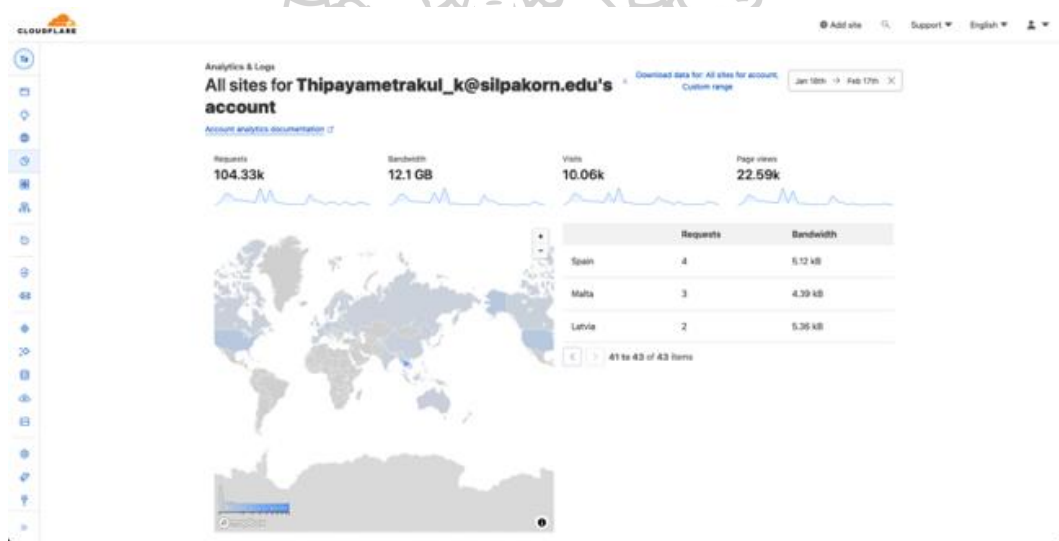 CLOUDFLARE
Add site Support English
Analytics & Logs
All sites for Thipayametrakul_k@silpakorn.edu's account
Download data for: All sites for account, Custom range
Jan 18th → Feb 17th ×
Account analytics documentation
Requests
104.33k
Bandwidth
12.1 GB
Visits
10.06k
Page views
22.59k
+
-
Requests Bandwidth
Spain 4 5.12 kB
Malta 3 4.39 kB
Latvia 2 5.36 kB
< > 41 to 43 of 43 items